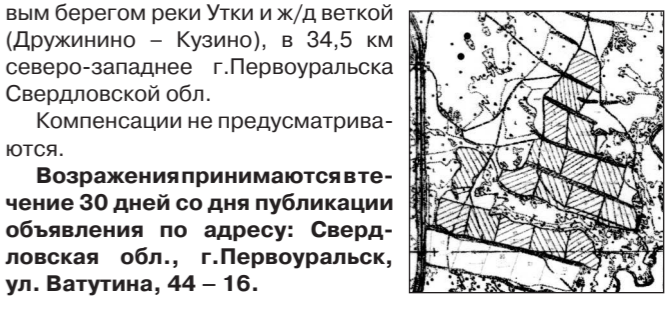 вым берегом реки Утки и ж/д веткой
(Дружинино – Кузино), в 34,5 км
северо-западнее г.Первоуральска
Свердловской обл.
Компенсации не предусматрива-
ются.
Возражения принимаются в те-
чение 30 дней со дня публикации
объявления по адресу: Сверд-
ловская обл., г.Первоуральск,
ул. Ватутина, 44 – 16.